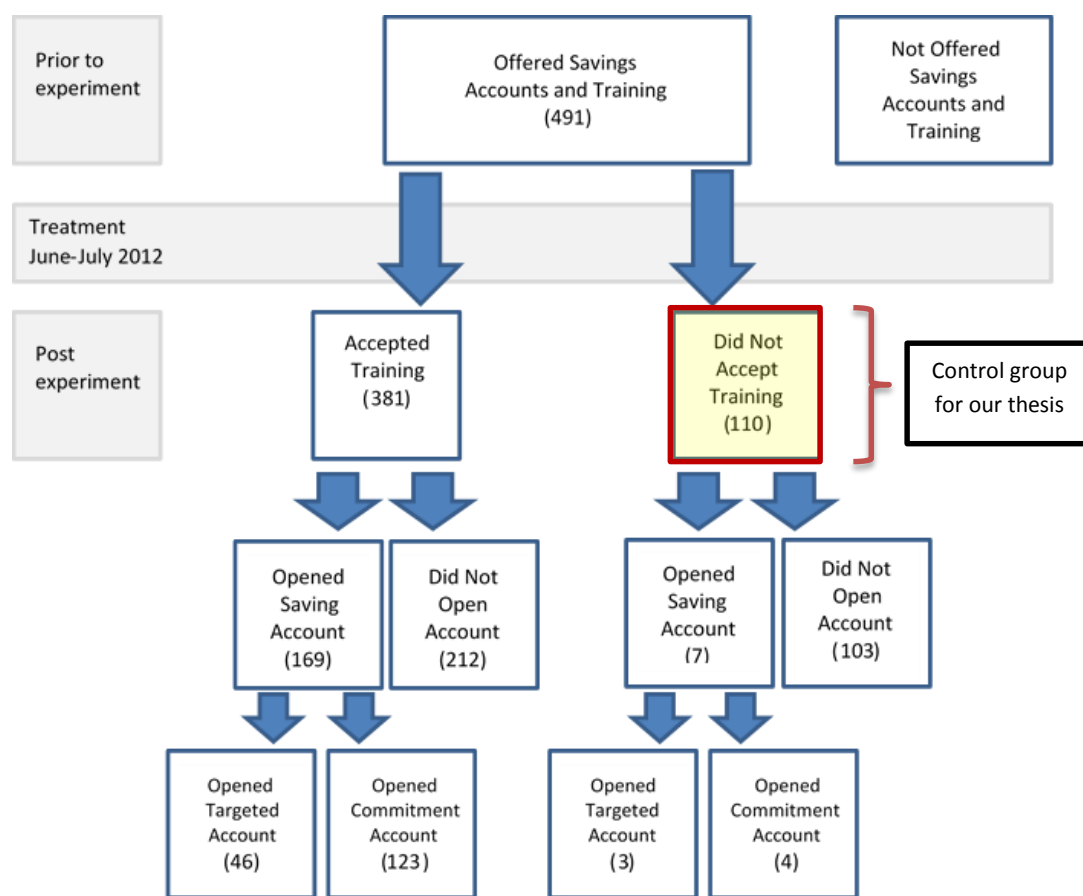 Prior to
experiment
Offered Savings
Accounts and Training
(491)
Not Offered
Savings
Accounts and
Training
Treatment
June-July 2012
Post
experiment
Accepted
Training
(381)
Did Not
Accept
Training
(110)
Control group
for our thesis
Opened
Saving
Account
(169)
Did Not
Open
Account
(212)
Opened
Saving
Account
(7)
Did Not
Open
Account
(103)
Opened
Targeted
Account
(46)
Opened
Commitment
Account
(123)
Opened
Targeted
Account
(3)
Opened
Commitment
Account
(4)